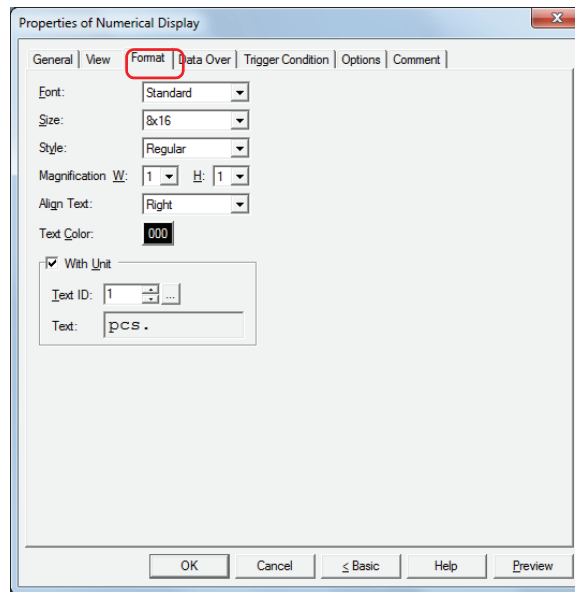 Properties of Numerical Display
X
General View Format Data Over Trigger Condition Options Comment
Font: Standard
Size: 8x16
Style: Regular
Magnification W: 1 H: 1
Align Text: Right
Text Color: 000
With Unit
Text ID: 1 ...
Text: pcs.
OK Cancel < Basic Help Preview